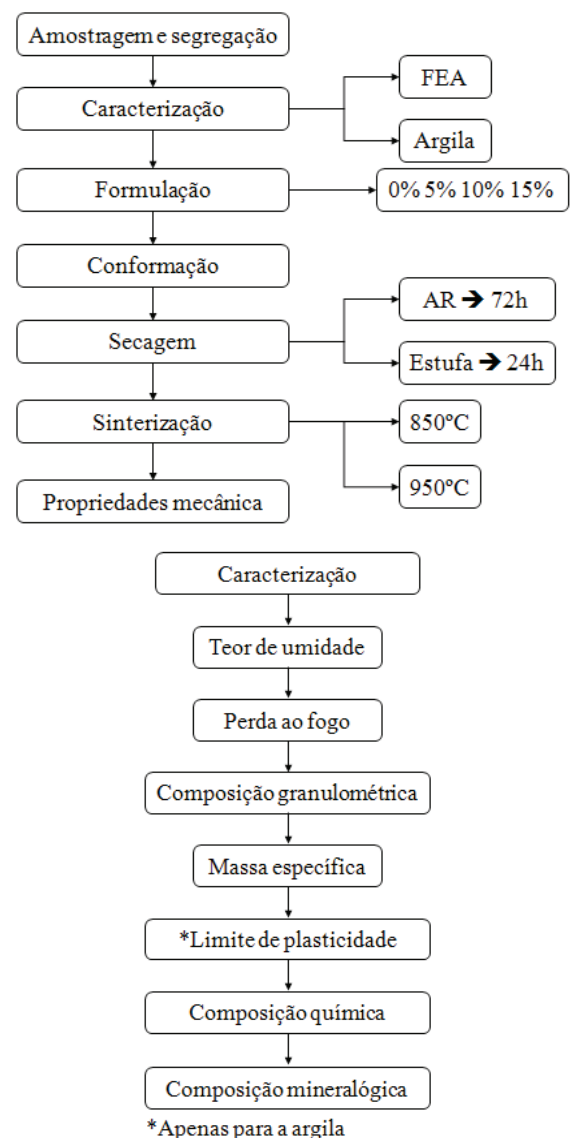 Amostragem e segregação
FEA
Caracterização
Argila
Formulação
0% 5% 10% 15%
Conformação
AR ➔ 72h
Secagem
Estufa ➔ 24h
Sinterização
850ºC
950ºC
Propriedades mecânica
Caracterização
Teor de umidade
Perda ao fogo
Composição granulométrica
Massa específica
*Limite de plasticidade
Composição química
Composição mineralógica
*Apenas para a argila